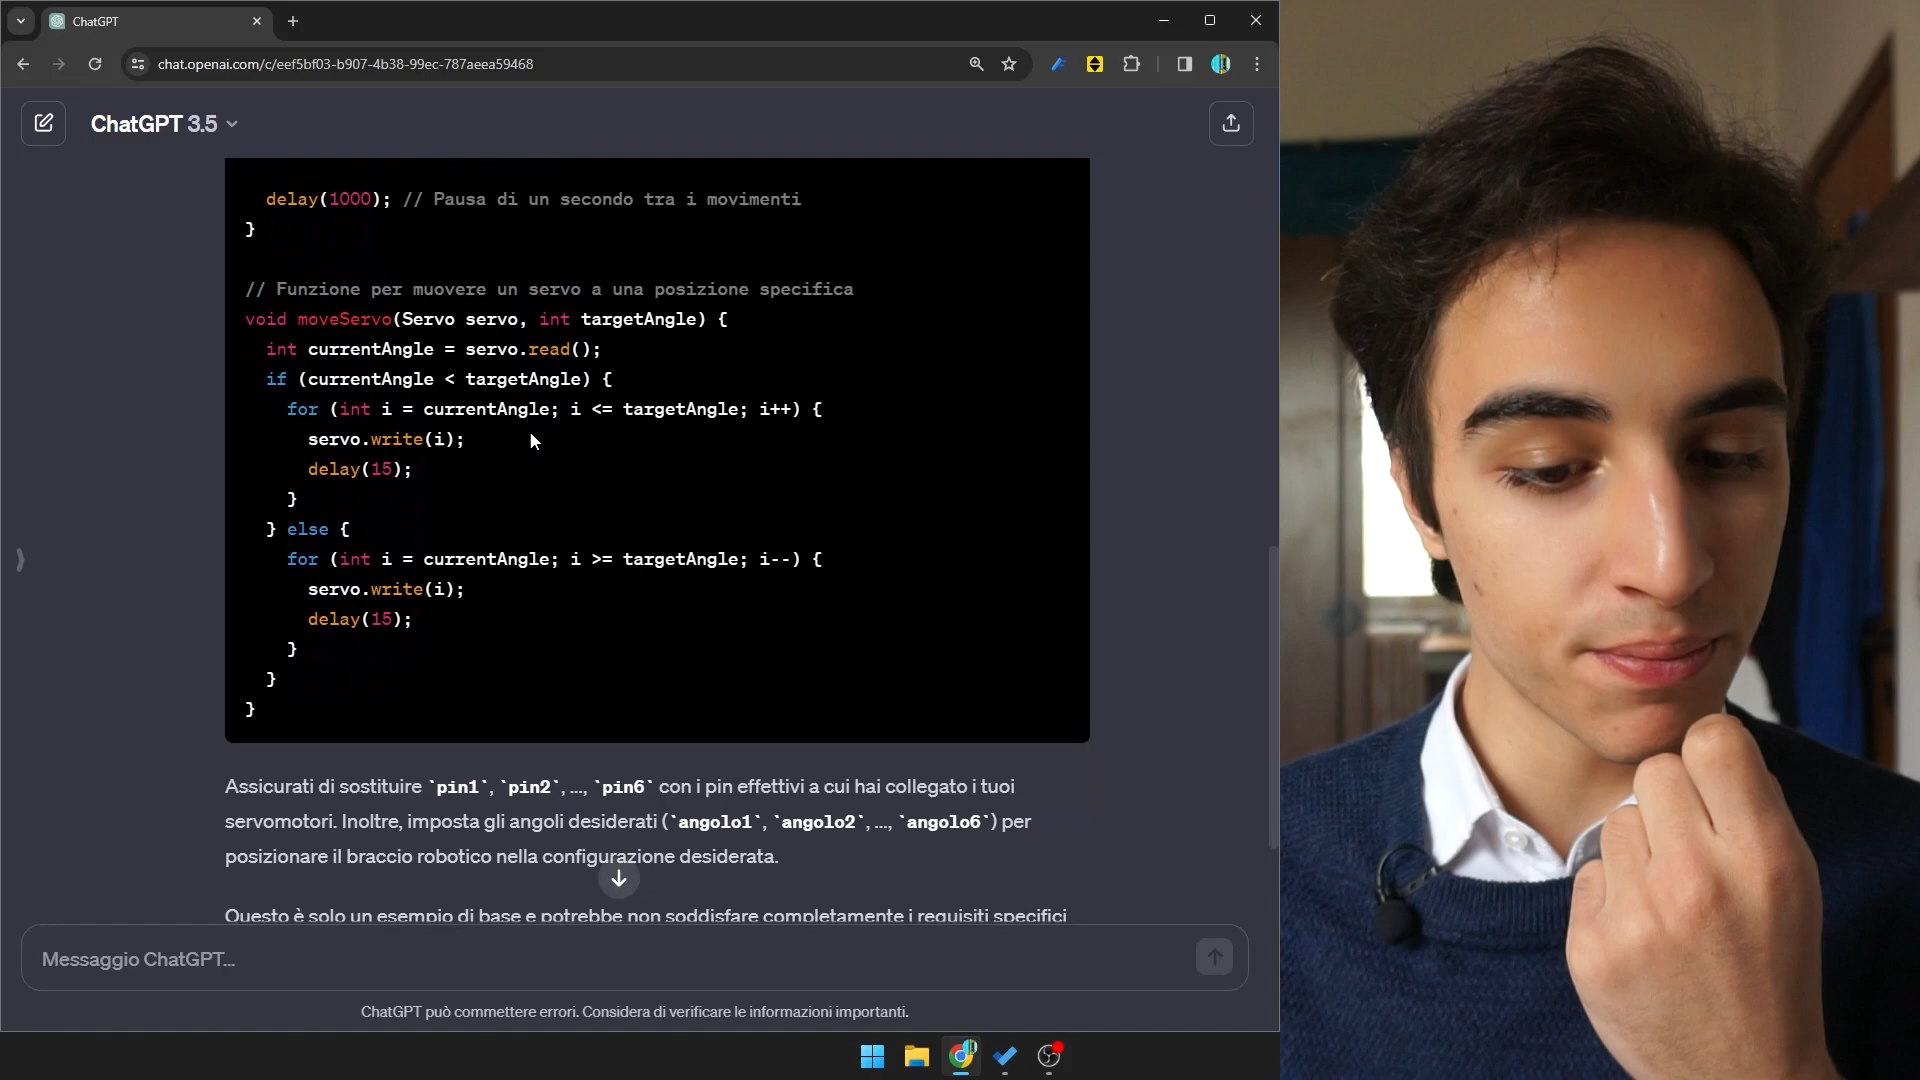 ChatGPT
chat.openai.com/c/eef5bf03-b907-4b38-99ec-787aeea59468
ChatGPT 3.5
delay(1000); // Pausa di un secondo tra i movimenti
}
// Funzione per muovere un servo a una posizione specifica
void moveServo(Servo servo, int targetAngle) {
int currentAngle = servo.read();
if (currentAngle < targetAngle) {
for (int i = currentAngle; i <= targetAngle; i++) {
servo.write(i);
delay(15);
}
} else {
for (int i = currentAngle; i >= targetAngle; i--) {
servo.write(i);
delay(15);
}
}
}
Assicurati di sostituire `pin1`, `pin2`, ..., `pin6` con i pin effettivi a cui hai collegato i tuoi
servomotori. Inoltre, imposta gli angoli desiderati (`angolo1`, `angolo2`, ..., `angolo6`) per
posizionare il braccio robotico nella configurazione desiderata.
Questo è solo un esempio di base e potrebbe non soddisfare completamente i requisiti specifici
Messaggio ChatGPT...
ChatGPT può commettere errori. Considera di verificare le informazioni importanti.